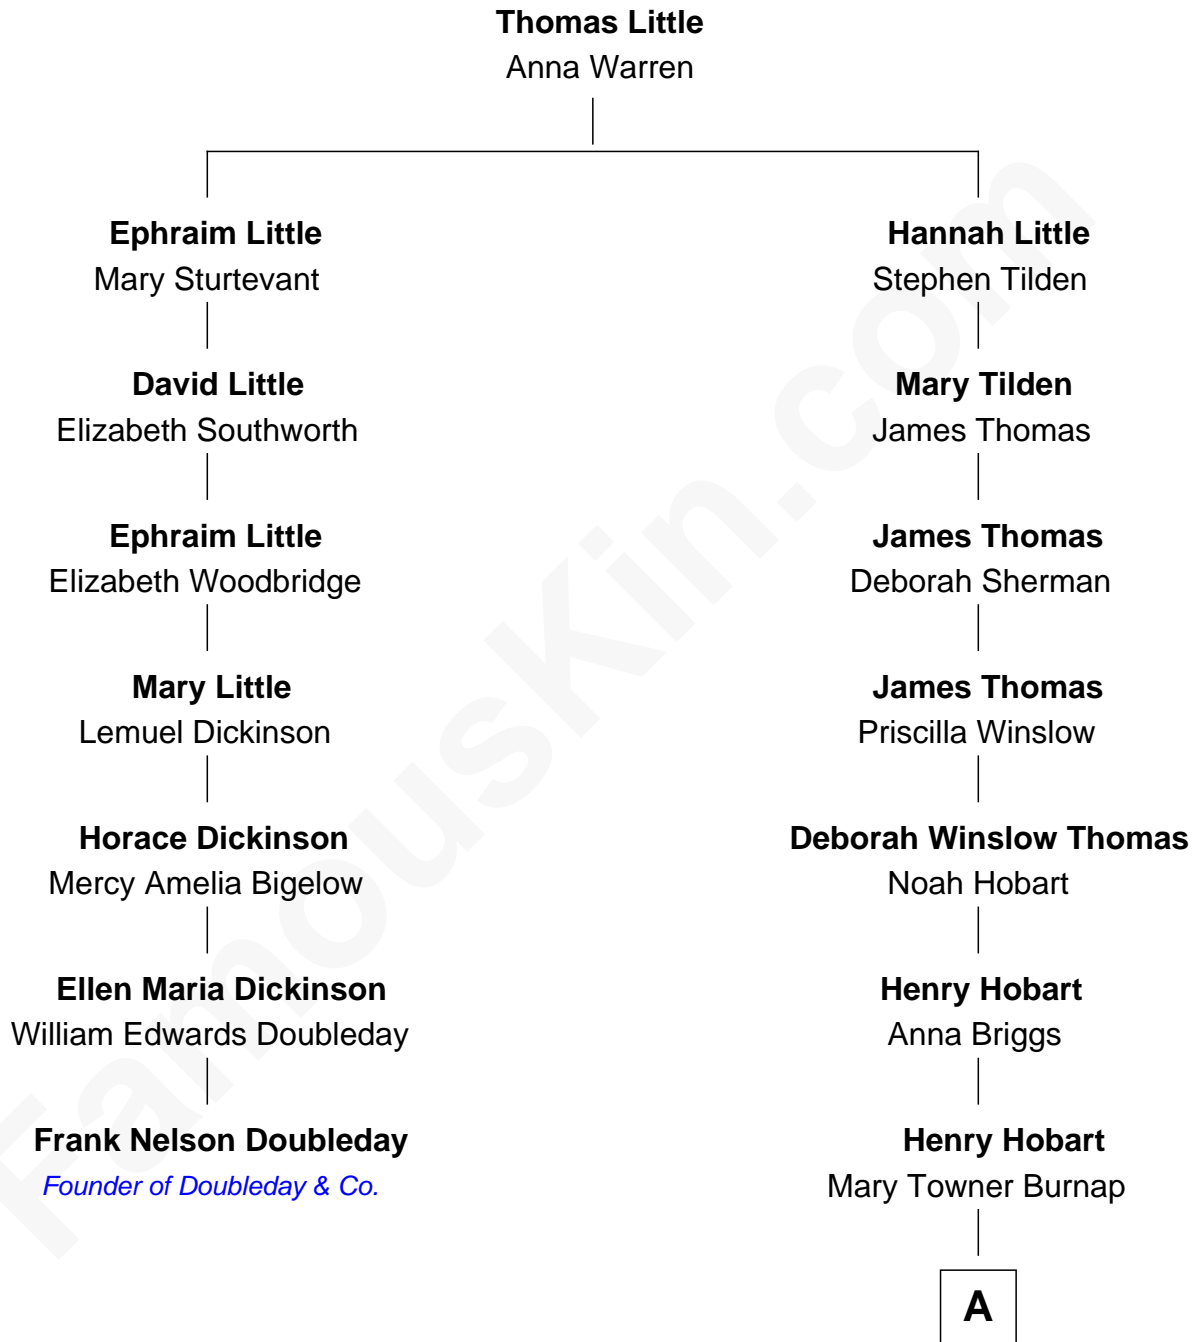 Thomas Little
Anna Warren
Ephraim Little
Mary Sturtevant
David Little
Elizabeth Southworth
Ephraim Little
Elizabeth Woodbridge
Mary Little
Lemuel Dickinson
Horace Dickinson
Mercy Amelia Bigelow
Ellen Maria Dickinson
William Edwards Doubleday
Frank Nelson Doubleday
Founder of Doubleday & Co.
Hannah Little
Stephen Tilden
Mary Tilden
James Thomas
James Thomas
Deborah Sherman
James Thomas
Priscilla Winslow
Deborah Winslow Thomas
Noah Hobart
Henry Hobart
Anna Briggs
Henry Hobart
Mary Towner Burnap
A
FamousKin.com